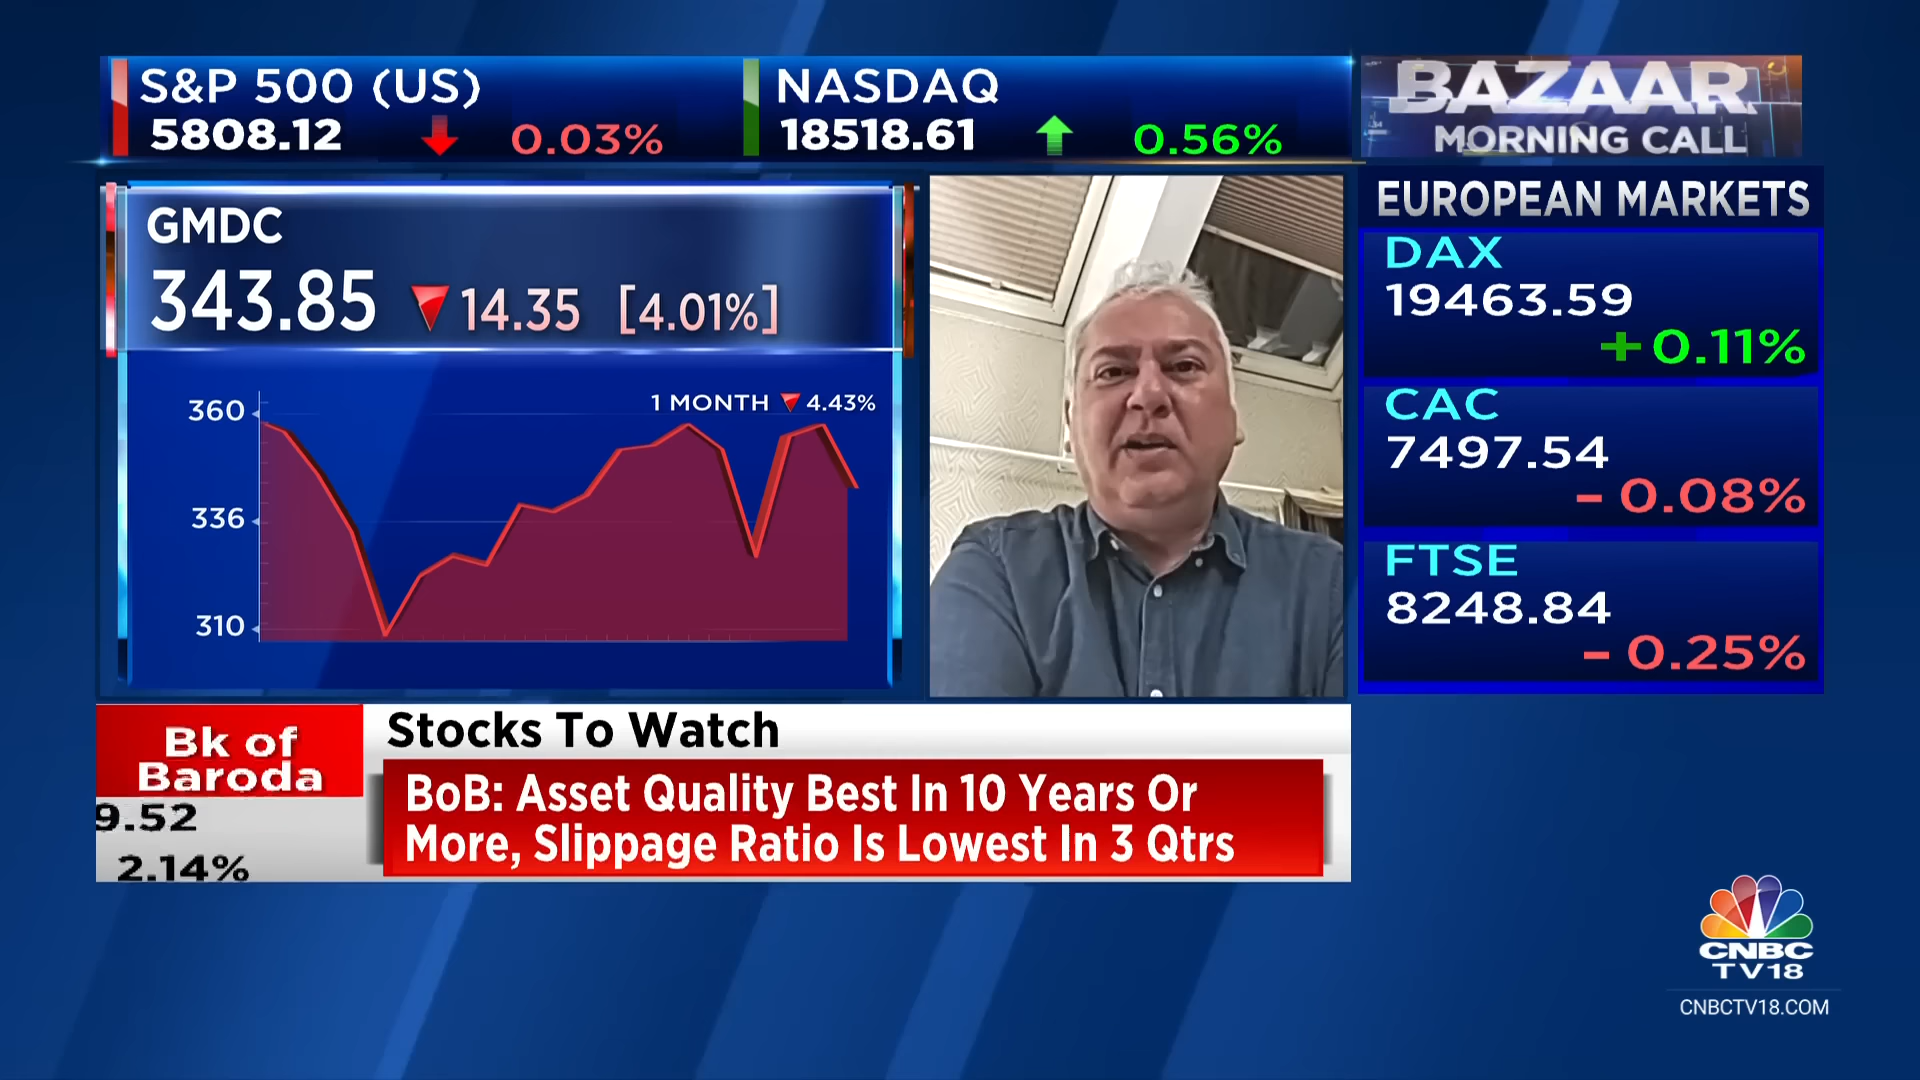 S&P 500 (US)
5808.12 0.03%
NASDAQ
18518.61 0.56%
BAZAAR
MORNING CALL
GMDC
343.85 14.35 [4.01%]
1 MONTH 4.43%
360
336
310
EUROPEAN MARKETS
DAX
19463.59
+0.11%
CAC
7497.54
- 0.08%
FTSE
8248.84
- 0.25%
Bk of
Baroda
9.52
2.14%
Stocks To Watch
BoB: Asset Quality Best In 10 Years Or
More, Slippage Ratio Is Lowest In 3 Qtrs
CNBC
TV18
CNBCTV18.COM